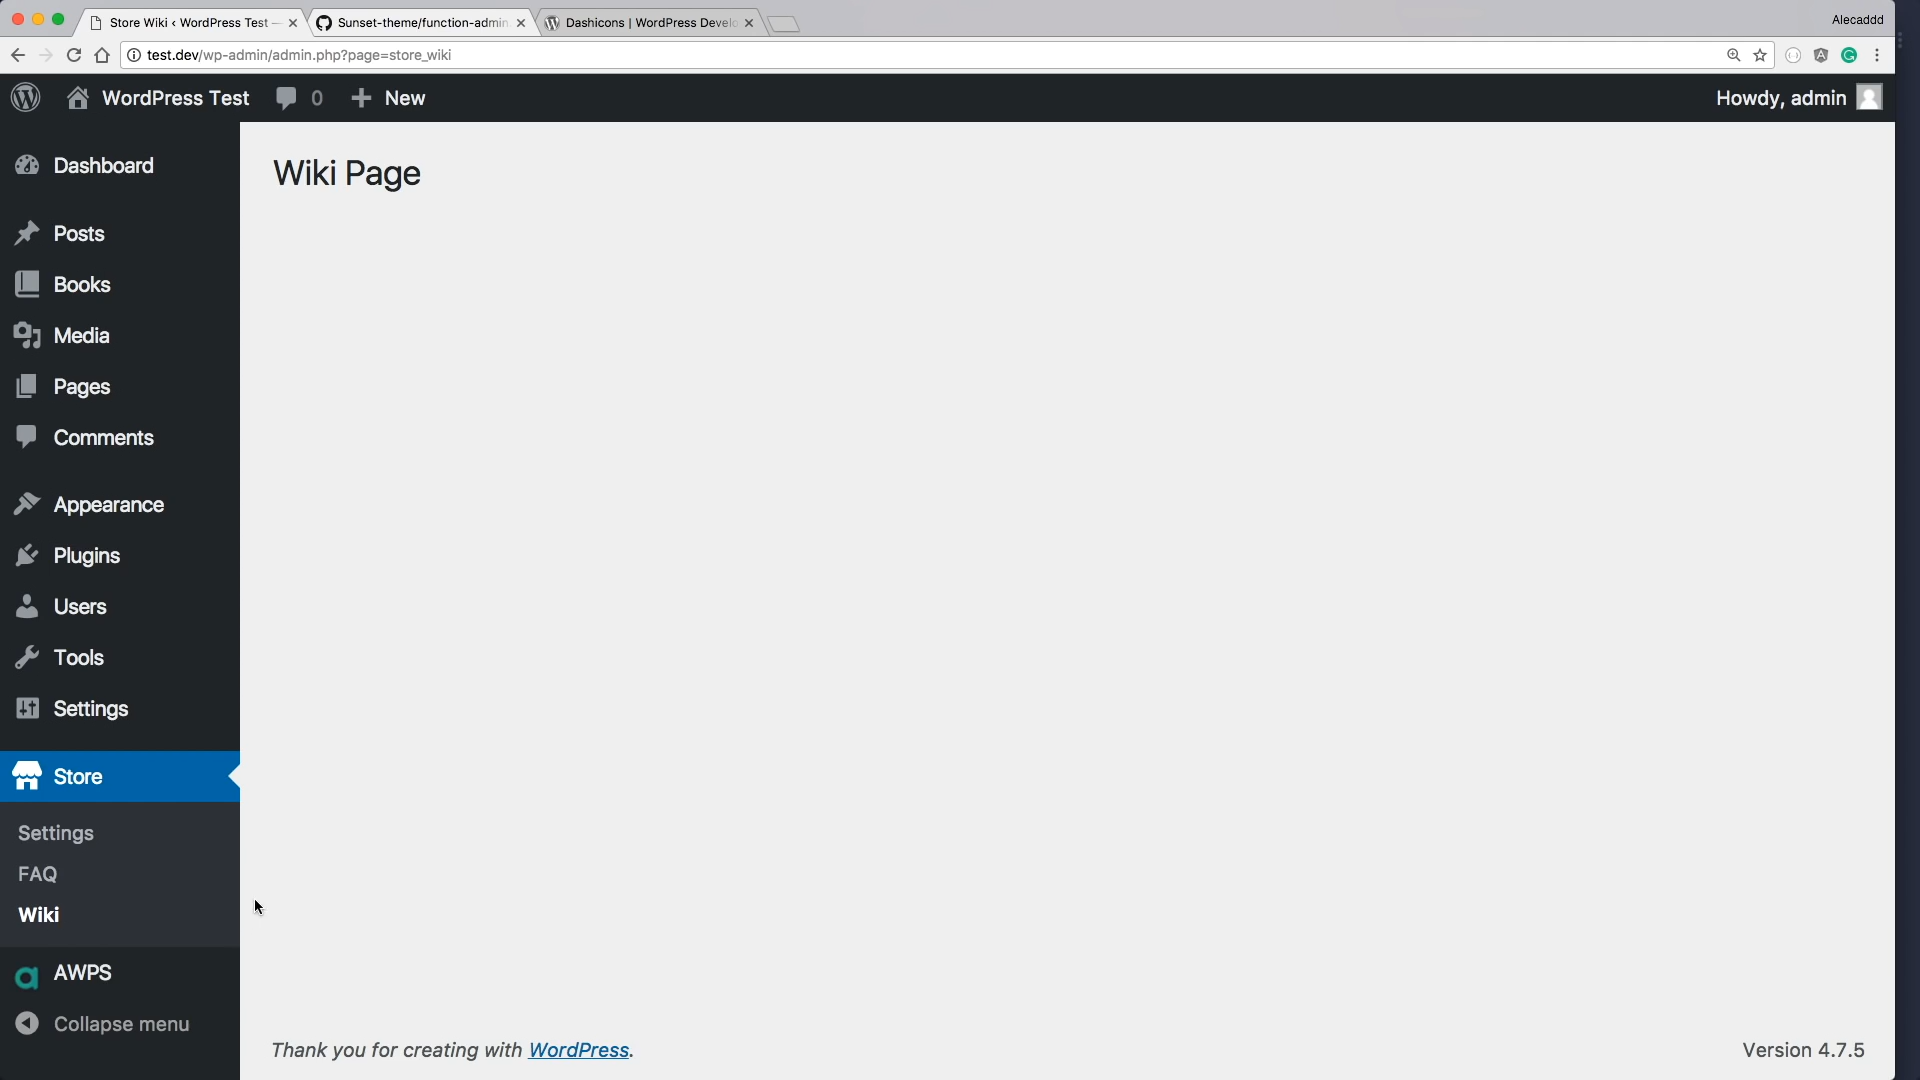 Store Wiki ‹ WordPress Test —
Sunset-theme/function-admin
Dashicons | WordPress Develo
Alecaddd
test.dev/wp-admin/admin.php?page=store_wiki
WordPress Test
0
New
Howdy, admin
Dashboard
Posts
Books
Media
Pages
Comments
Appearance
Plugins
Users
Tools
Settings
Store
Settings
FAQ
Wiki
AWPS
Collapse menu
Wiki Page
Thank you for creating with WordPress.
Version 4.7.5